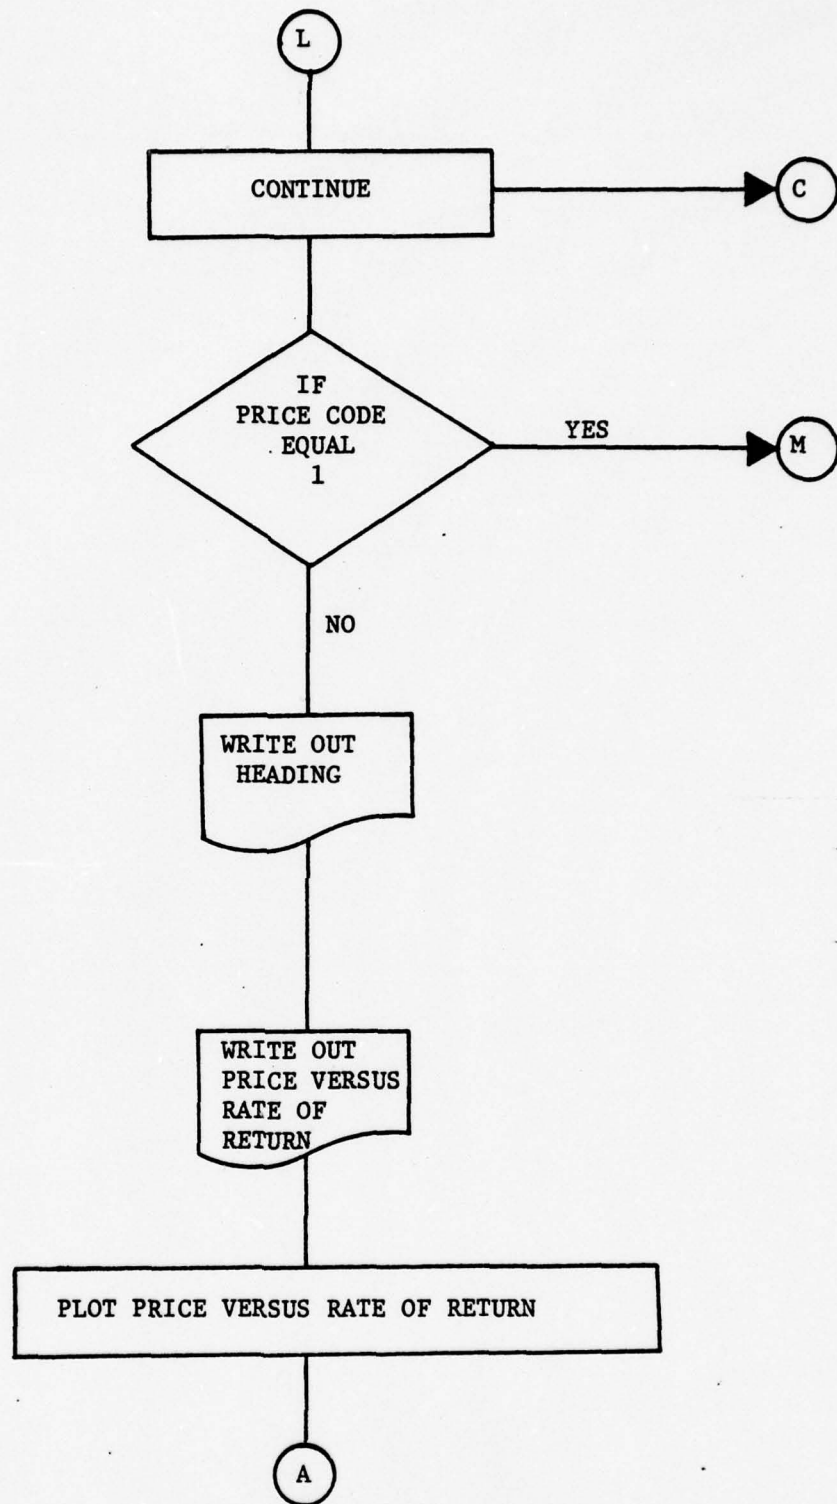 L
CONTINUE
C
IF
PRICE CODE
EQUAL
1
YES
M
NO
WRITE OUT
HEADING
WRITE OUT
PRICE VERSUS
RATE OF
RETURN
PLOT PRICE VERSUS RATE OF RETURN
A